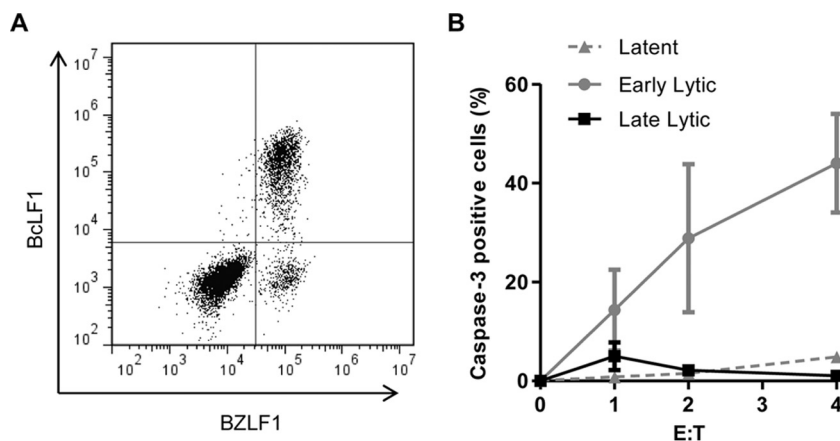 A
BcLF1
10^7
10^6
10^5
10^4
10^3
10^2
10^2 10^3 10^4 10^5 10^6 10^7
BZLF1
B
Latent
Early Lytic
Late Lytic
Caspase-3 positive cells (%)
60
40
20
0
0 1 2 3 4
E:T